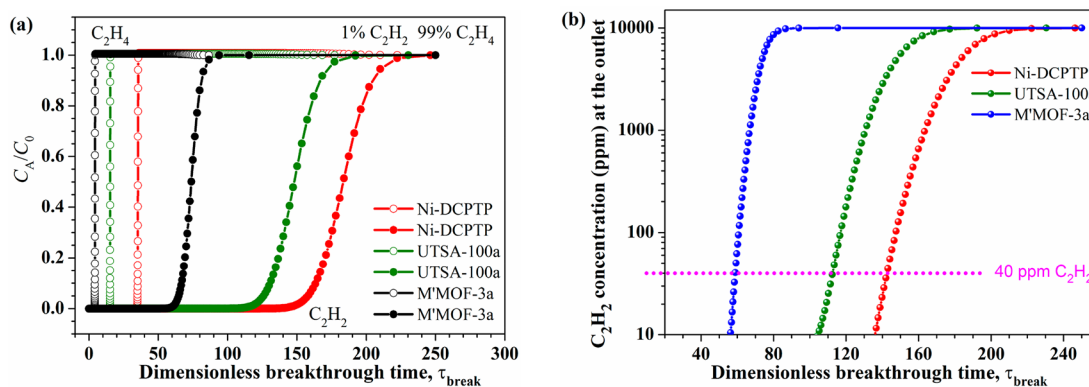 (a)
C₂H₄
1% C₂H₂ 99% C₂H₄
C_A/C₀
1.0
0.8
0.6
0.4
0.2
0.0
Ni-DCPTP
Ni-DCPTP
UTSA-100a
UTSA-100a
M'MOF-3a
M'MOF-3a
C₂H₂
0 50 100 150 200 250 300
Dimensionless breakthrough time, τ_break
(b)
C₂H₂, concentration (ppm) at the outlet
10000
1000
100
10
Ni-DCPTP
UTSA-100
M'MOF-3a
40 ppm C₂H₂
40 80 120 160 200 240
Dimensionless breakthrough time, τ_break